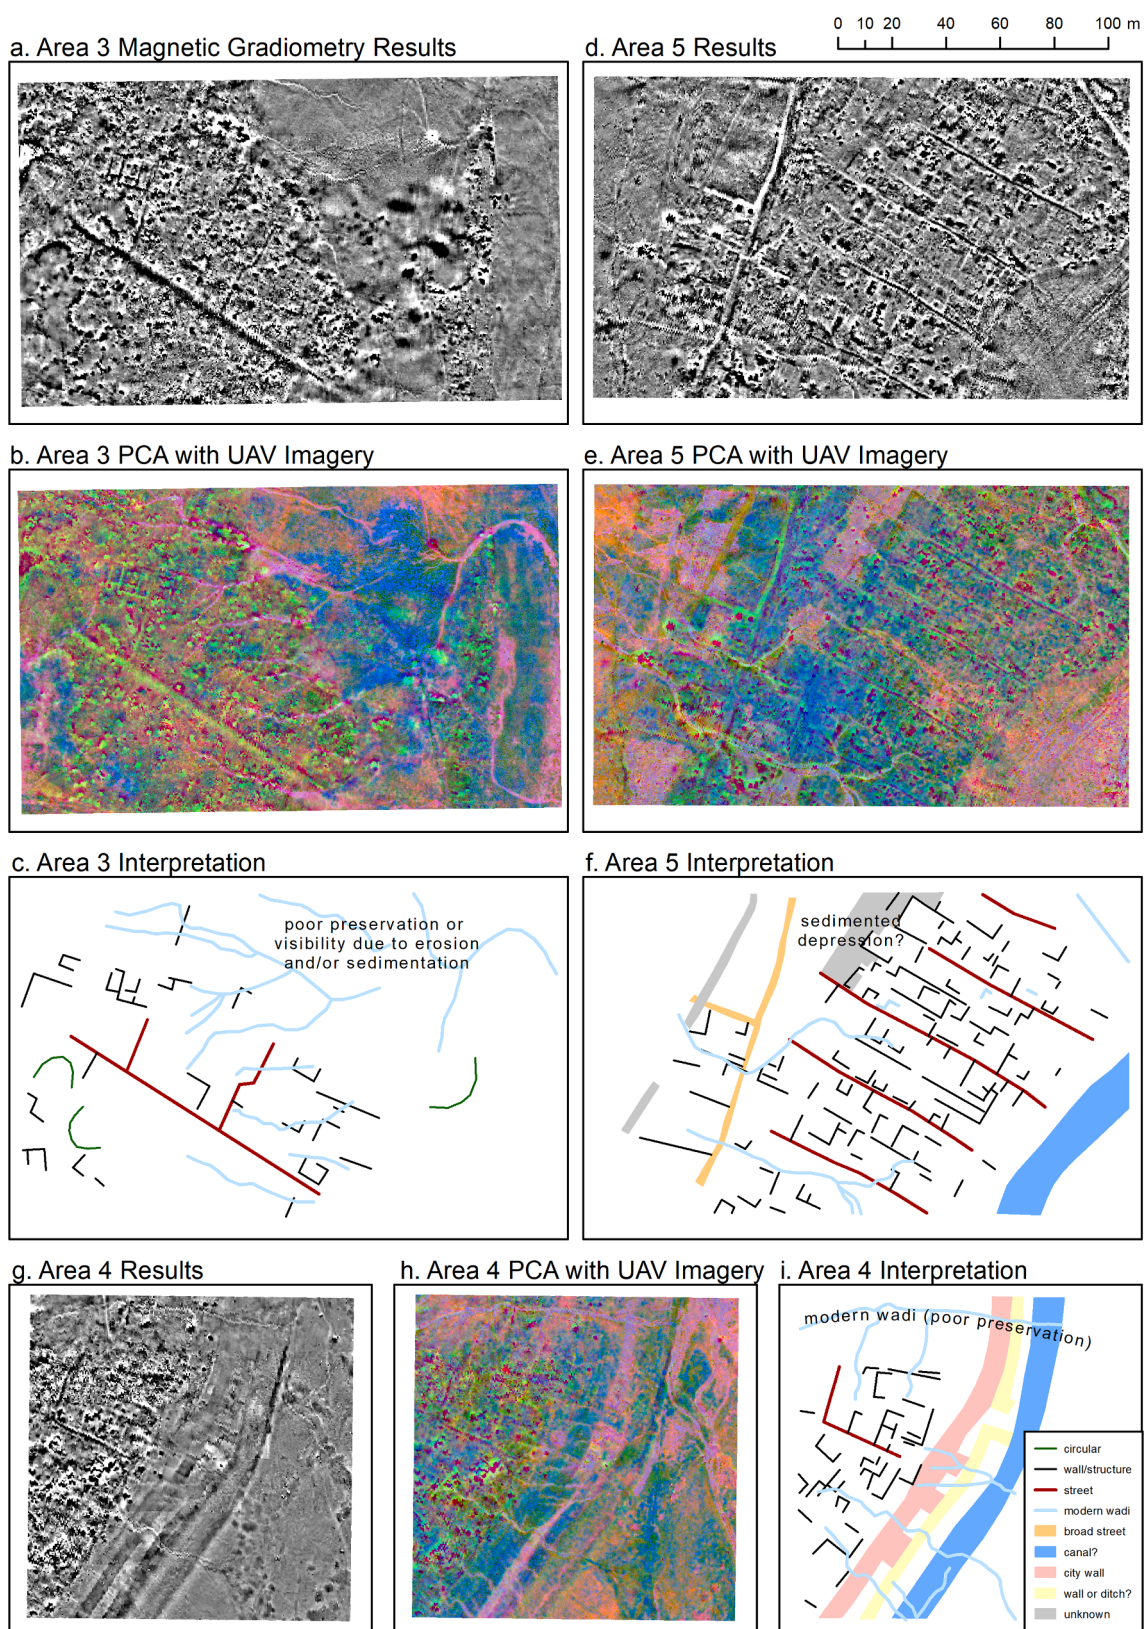 0 10 20 40 60 80 100 m
a. Area 3 Magnetic Gradiometry Results
d. Area 5 Results
b. Area 3 PCA with UAV Imagery
e. Area 5 PCA with UAV Imagery
c. Area 3 Interpretation
poor preservation or
visibility due to erosion
and/or sedimentation
f. Area 5 Interpretation
sedimented
depression?
g. Area 4 Results
h. Area 4 PCA with UAV Imagery
i. Area 4 Interpretation
modern wadi (poor preservation)
circular
wall/structure
street
modern wadi
broad street
canal?
city wall
wall or ditch?
unknown